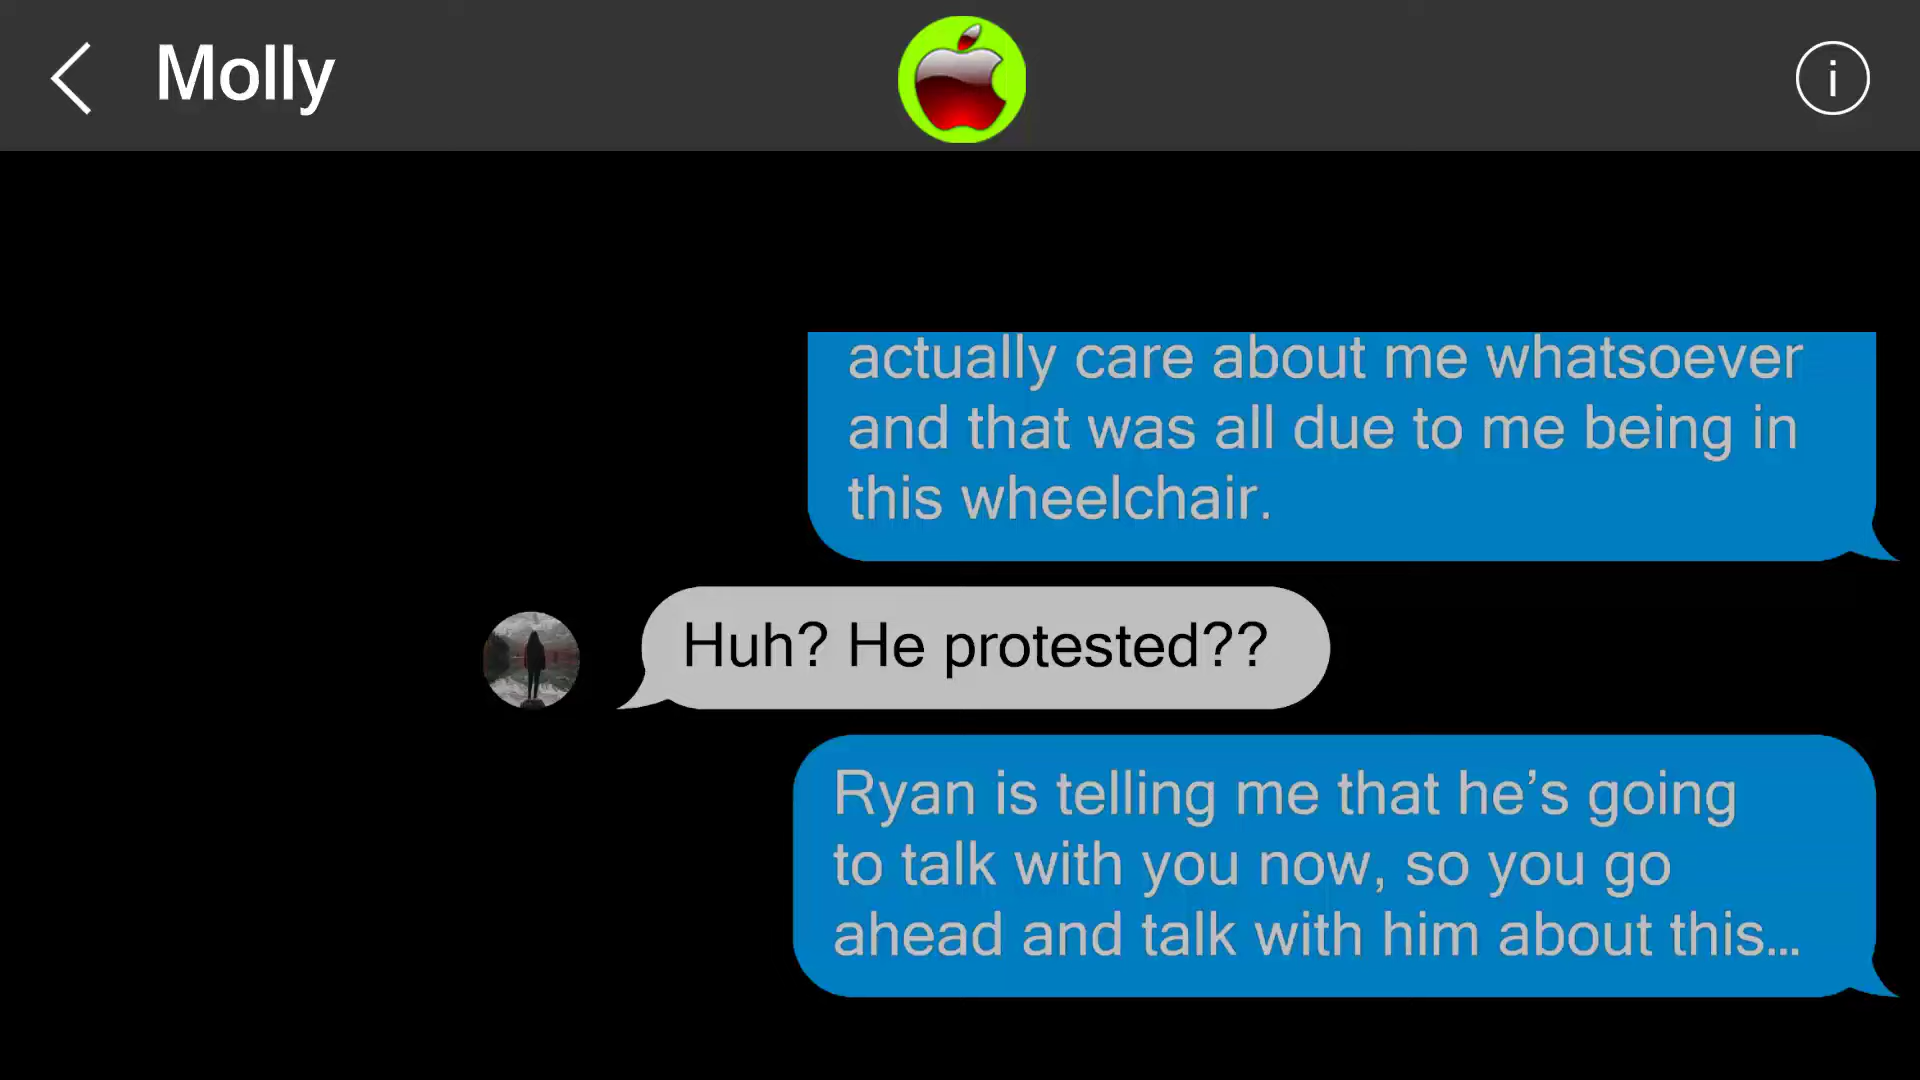 Molly
i
actually care about me whatsoever
and that was all due to me being in
this wheelchair.
Huh? He protested??
Ryan is telling me that he’s going
to talk with you now, so you go
ahead and talk with him about this...